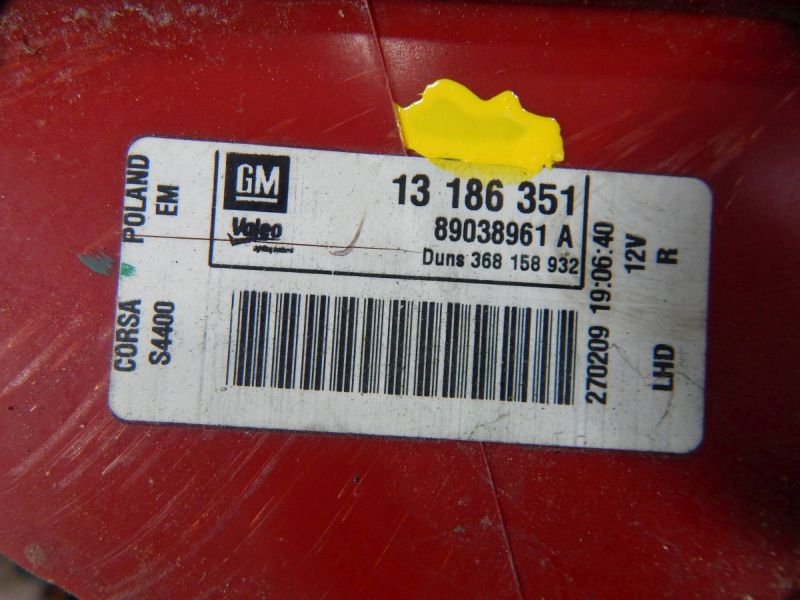 CORSA POLAND
S4400 EM
GM
Valeo
13 186 351
89038961 A
Duns 368 158 932
270209 19:06:40
12V
LHD R